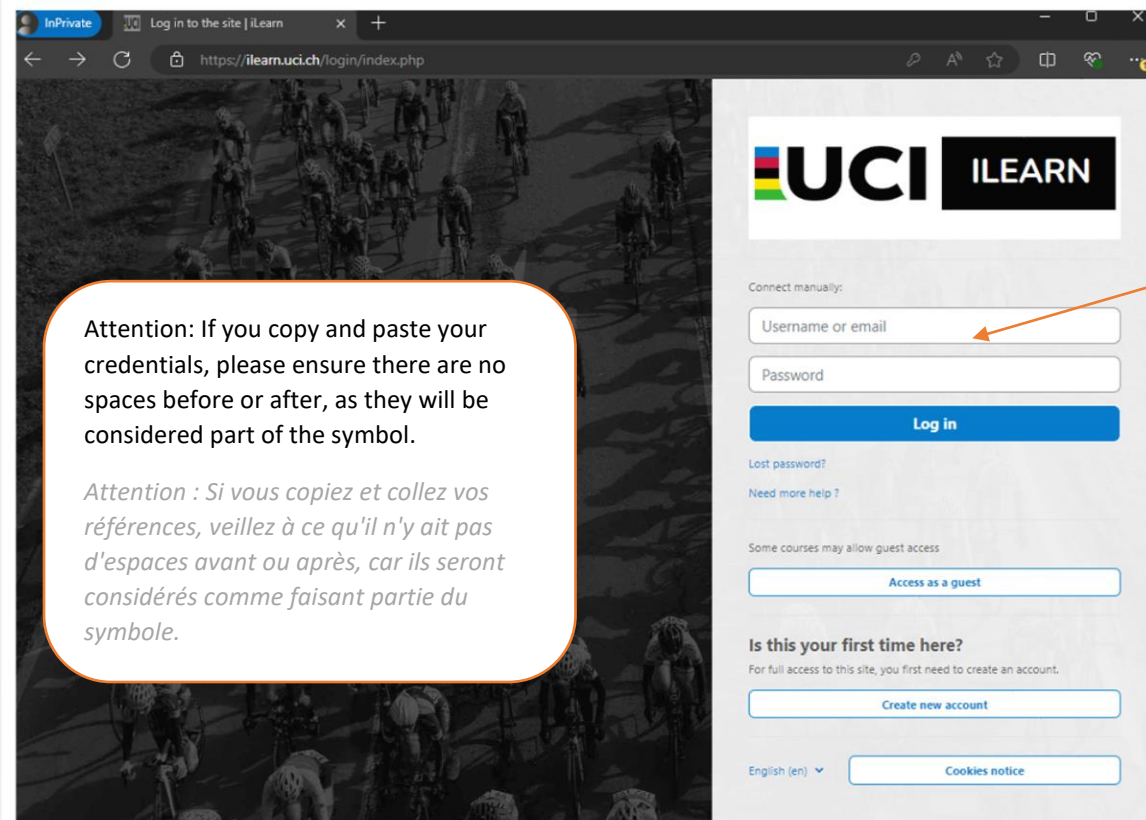 InPrivate
Log in to the site | iLearn
https://ilearn.uci.ch/login/index.php
UCI ILEARN
Connect manually:
Username or email
Password
Log in
Lost password?
Need more help ?
Some courses may allow guest access
Access as a guest
Is this your first time here?
For full access to this site, you first need to create an account.
Create new account
English (en)
Cookies notice
Attention: If you copy and paste your
credentials, please ensure there are no
spaces before or after, as they will be
considered part of the symbol.
Attention : Si vous copiez et collez vos
références, veillez à ce qu'il n'y ait pas
d'espaces avant ou après, car ils seront
considérés comme faisant partie du
symbole.